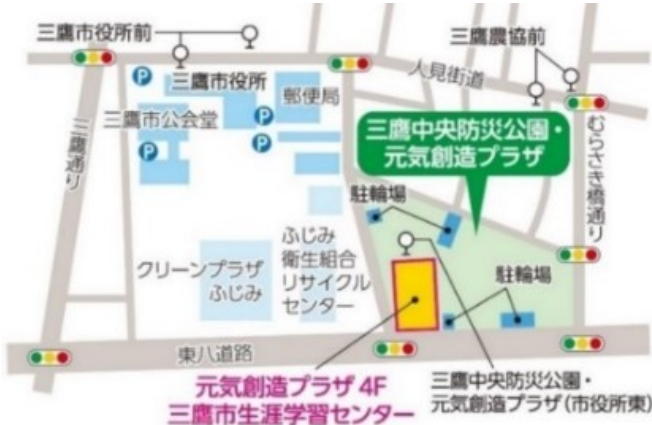 三鷹市役所前
三鷹農協前
人見街道
三鷹市役所
郵便局
P
P
P
P
三鷹市公会堂
三鷹通り
むらさき橋通り
三鷹中央防災公園・
元気創造プラザ
駐輪場
ふじみ
衛生組合
リサイクル
センター
クリーンプラザ
ふじみ
駐輪場
東八道路
元気創造プラザ 4F
三鷹市生涯学習センター
三鷹中央防災公園・
元気創造プラザ(市役所東)